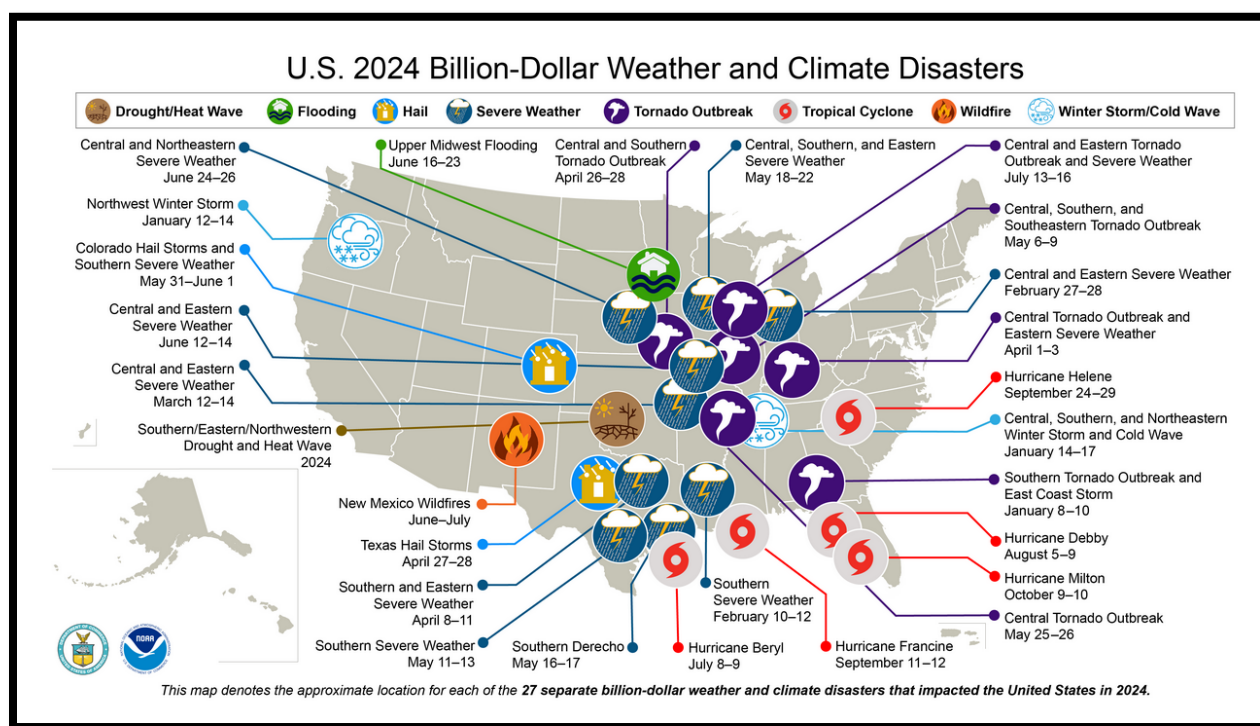 U.S. 2024 Billion-Dollar Weather and Climate Disasters
Drought/Heat Wave
Flooding
Hail
Severe Weather
Tornado Outbreak
Tropical Cyclone
Wildfire
Winter Storm/Cold Wave
Central and Northeastern
Severe Weather
June 24–26
Northwest Winter Storm
January 12–14
Colorado Hail Storms and
Southern Severe Weather
May 31–June 1
Central and Eastern
Severe Weather
June 12–14
Central and Eastern
Severe Weather
March 12–14
Southern/Eastern/Northwestern
Drought and Heat Wave
2024
New Mexico Wildfires
June–July
Texas Hail Storms
April 27–28
Southern and Eastern
Severe Weather
April 8–11
Southern Severe Weather
May 11–13
Upper Midwest Flooding
June 16–23
Central and Southern
Tornado Outbreak
April 26–28
Central, Southern, and Eastern
Severe Weather
May 18–22
Central and Eastern Tornado
Outbreak and Severe Weather
July 13–16
Central, Southern, and
Southeastern Tornado Outbreak
May 6–9
Central and Eastern Severe Weather
February 27–28
Central Tornado Outbreak and
Eastern Severe Weather
April 1–3
Hurricane Helene
September 24–29
Central, Southern, and Northeastern
Winter Storm and Cold Wave
January 14–17
Southern Tornado Outbreak and
East Coast Storm
January 8–10
Hurricane Debby
August 5–9
Hurricane Milton
October 9–10
Central Tornado Outbreak
May 25–26
Southern Derecho
May 16–17
Hurricane Beryl
July 8–9
Southern
Severe Weather
February 10–12
Hurricane Francine
September 11–12
NOAA
This map denotes the approximate location for each of the 27 separate billion-dollar weather and climate disasters that impacted the United States in 2024.